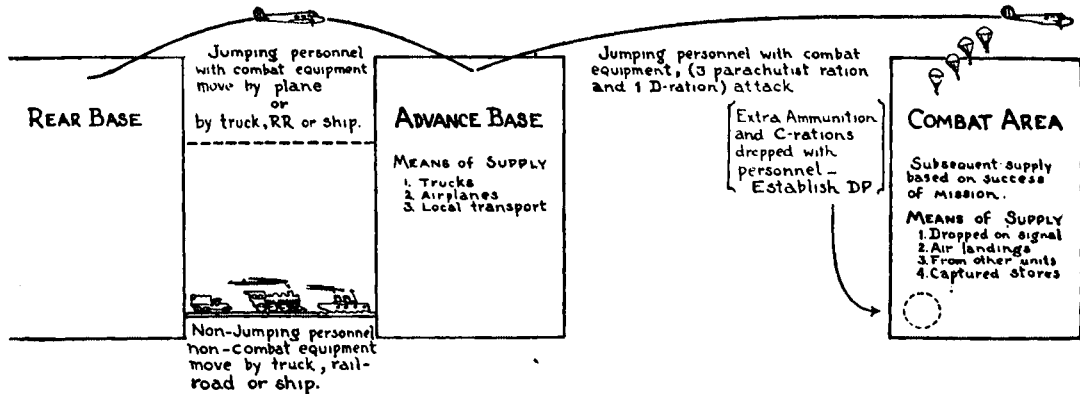 REAR BASE
Jumping personnel
with combat equipment
move by plane
or
by truck, RR or ship.
Non-Jumping personnel
non-combat equipment
move by truck, rail-
road or ship.
ADVANCE BASE
MEANS OF SUPPLY
1. Trucks
2. Airplanes
3. Local transport
Jumping personnel with combat
equipment, (3 parachutist ration
and 1 D-ration) attack
Extra Ammunition
and C-rations
dropped with
personnel -
Establish DP
COMBAT AREA
Subsequent supply
based on success
of MISSION.
MEANS OF SUPPLY
1. Dropped on signal
2. Air landings
3. From other units
4. Captured stores